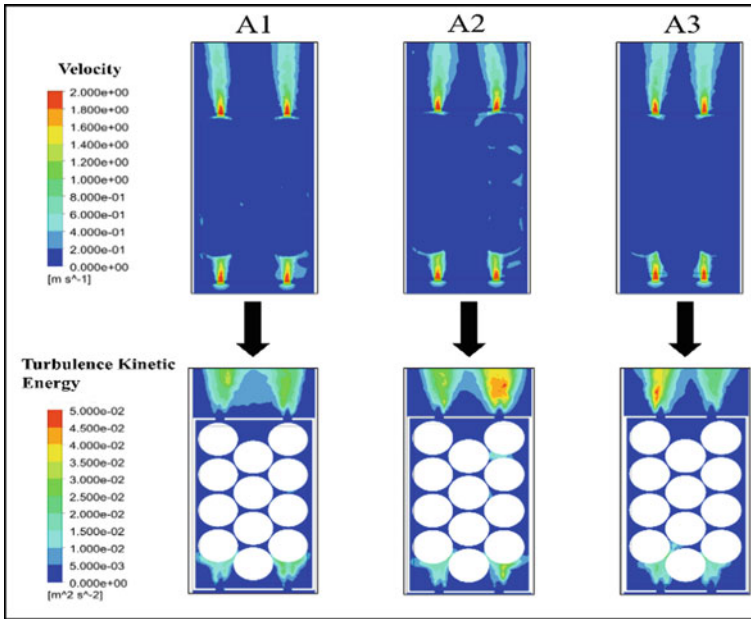 A1 A2 A3
Velocity
2.000e+00
1.800e+00
1.600e+00
1.400e+00
1.200e+00
1.000e+00
8.000e-01
6.000e-01
4.000e-01
2.000e-01
0.000e+00
[m s^-1]
Turbulence Kinetic
Energy
5.000e-02
4.500e-02
4.000e-02
3.500e-02
3.000e-02
2.500e-02
2.000e-02
1.500e-02
1.000e-02
5.000e-03
0.000e+00
[m^2 s^-2]